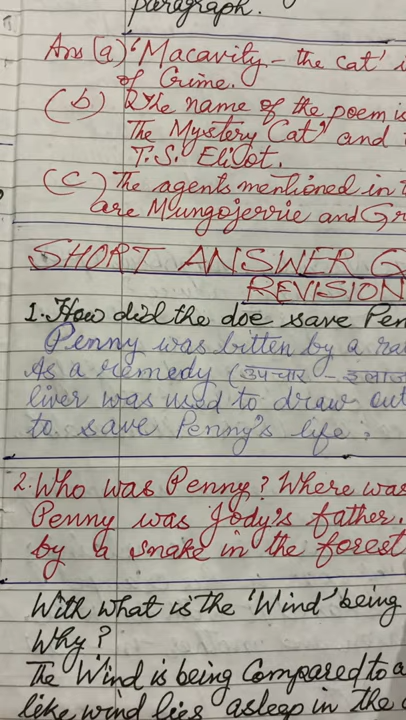 paragraph.
Ans (a) 'Macavity - the cat'
of Crime.
(b) The name of the poem is
The Mystery Cat' and
T.S. Eliot.
(c) The agents mentioned in
are Mungojerrie and Gr
SHORT ANSWER Q
REVISION
1. How did the doe save Pen
Penny was bitten by a ra
As a remedy (उपचार - इलाज
liver was used to draw out
to save Penny's life.
2. Who was Penny? Where was
Penny was Jody's father.
by a snake in the forest
With what is the 'Wind' being
Why?
The Wind is being Compared to a
like wind lies asleep in the